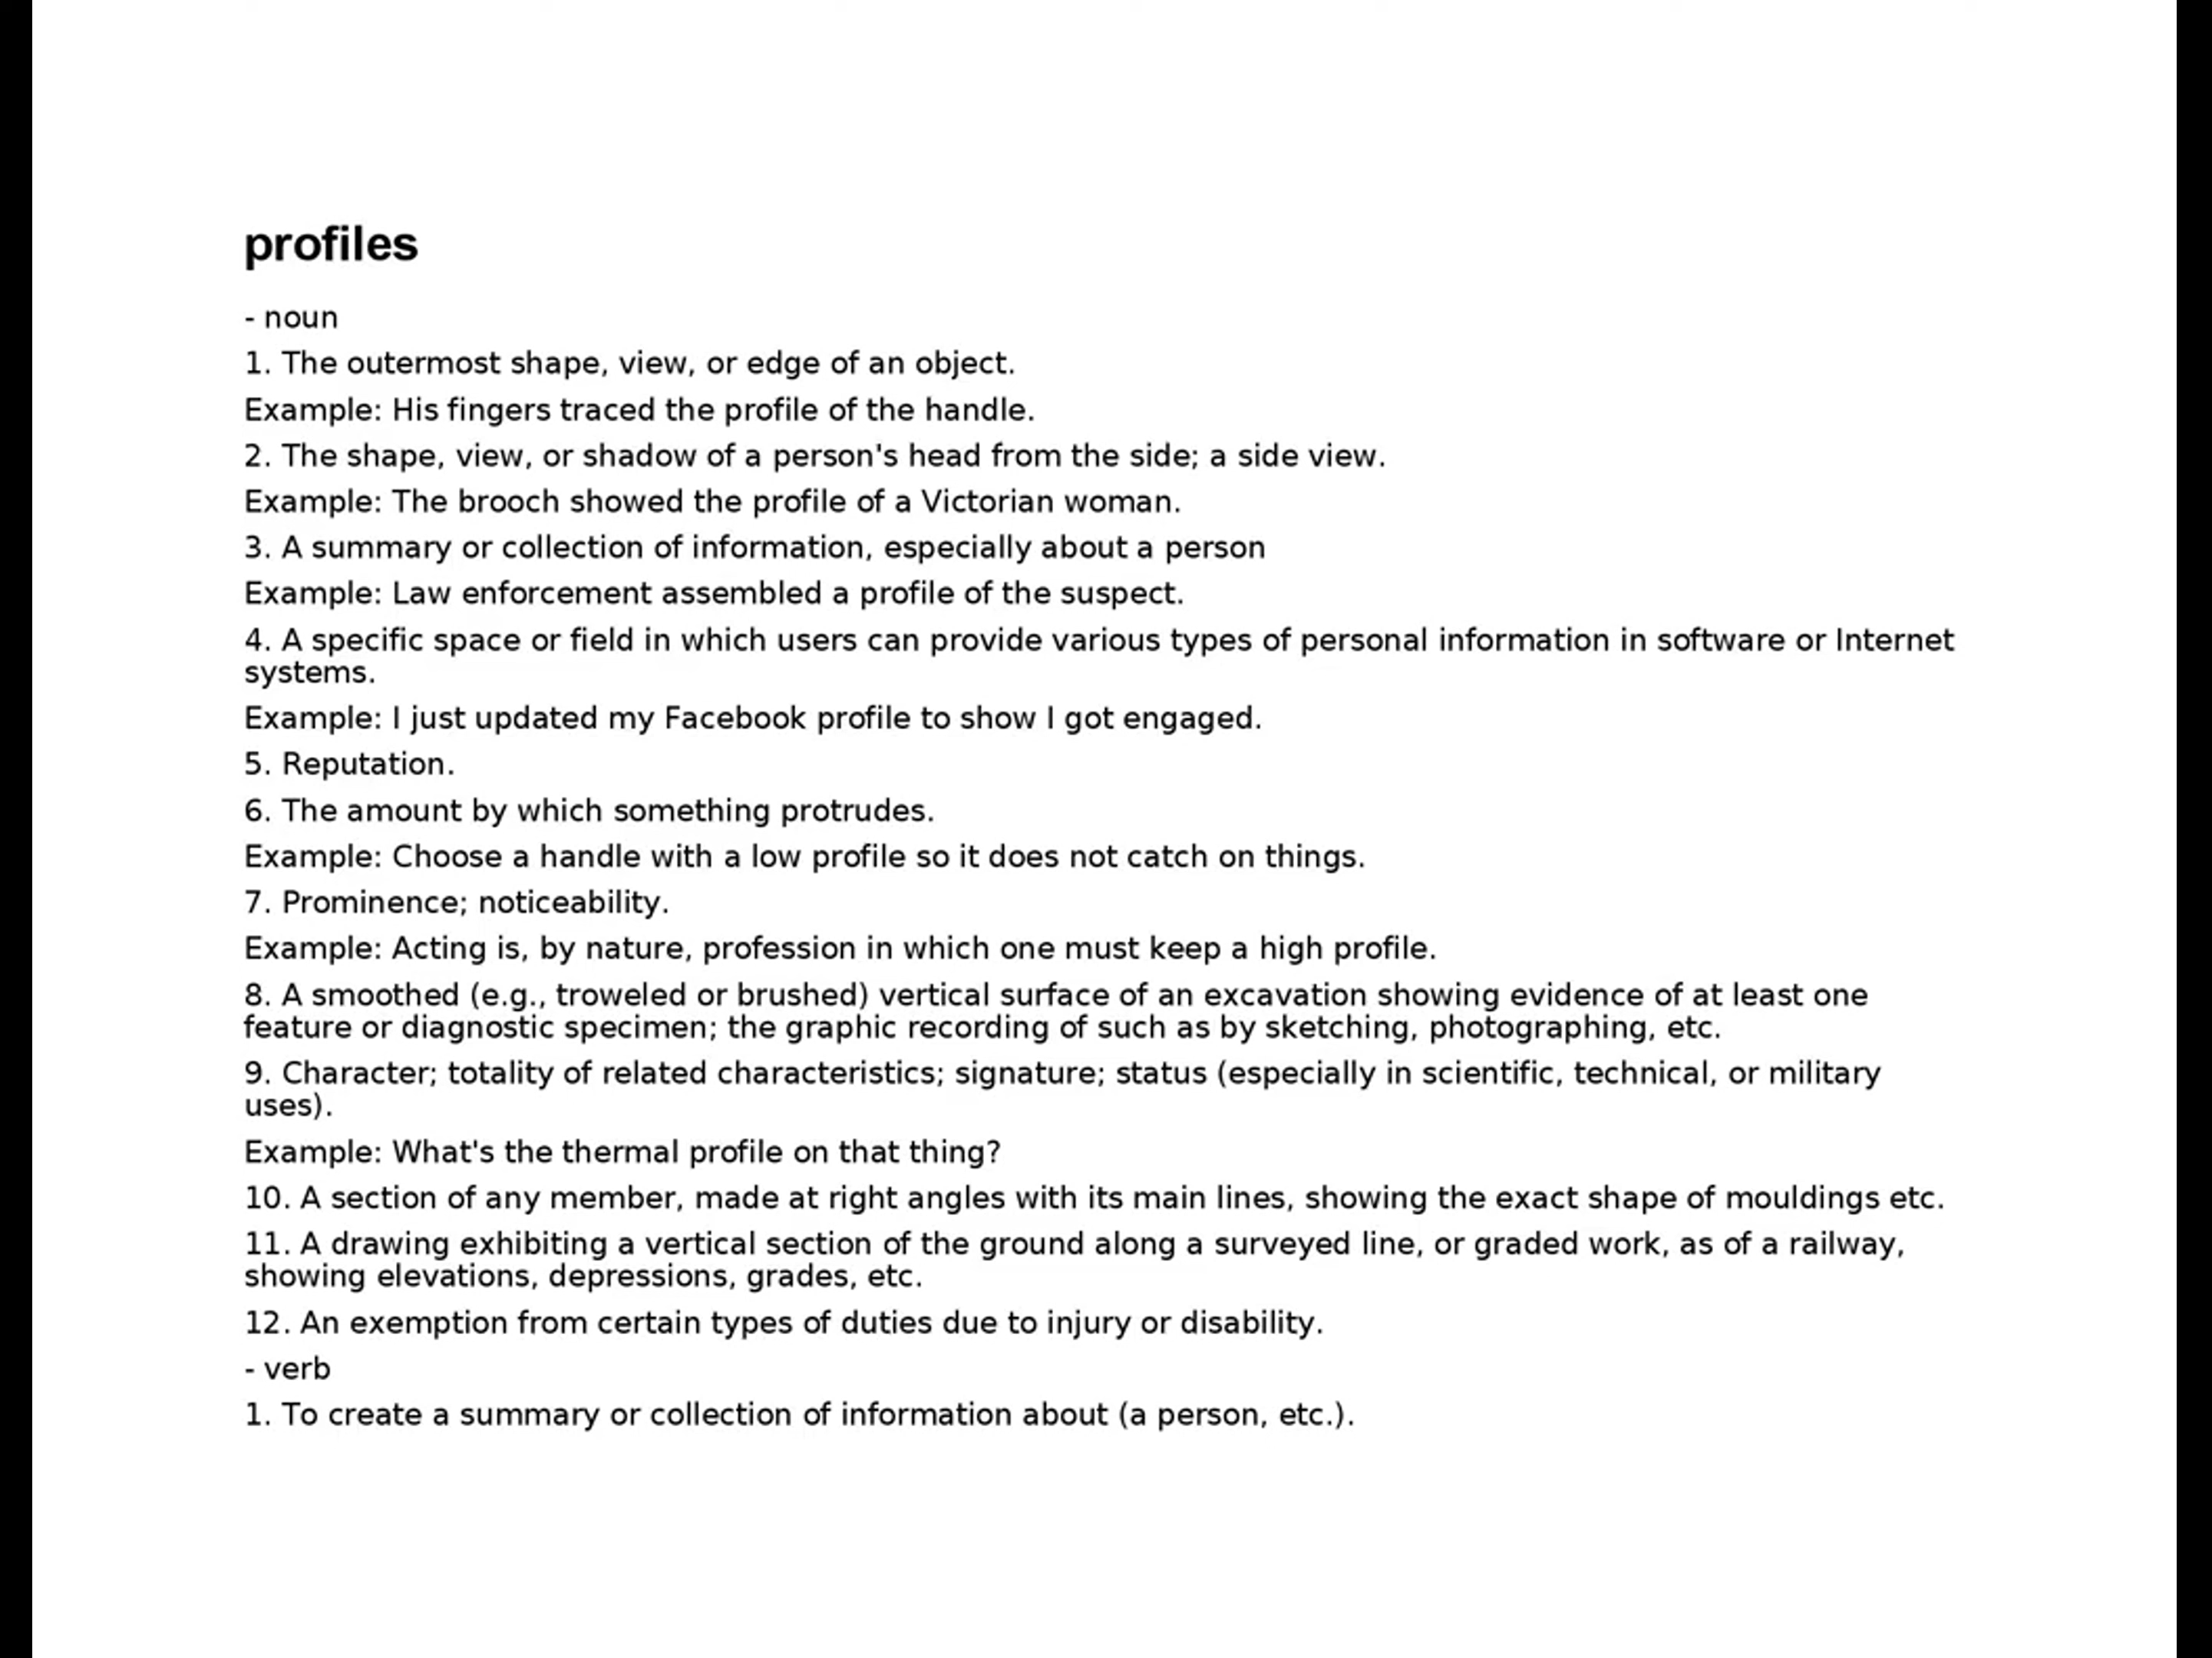 profiles
- noun
1. The outermost shape, view, or edge of an object.
Example: His fingers traced the profile of the handle.
2. The shape, view, or shadow of a person's head from the side; a side view.
Example: The brooch showed the profile of a Victorian woman.
3. A summary or collection of information, especially about a person
Example: Law enforcement assembled a profile of the suspect.
4. A specific space or field in which users can provide various types of personal information in software or Internet
systems.
Example: I just updated my Facebook profile to show I got engaged.
5. Reputation.
6. The amount by which something protrudes.
Example: Choose a handle with a low profile so it does not catch on things.
7. Prominence; noticeability.
Example: Acting is, by nature, profession in which one must keep a high profile.
8. A smoothed (e.g., troweled or brushed) vertical surface of an excavation showing evidence of at least one
feature or diagnostic specimen; the graphic recording of such as by sketching, photographing, etc.
9. Character; totality of related characteristics; signature; status (especially in scientific, technical, or military
uses).
Example: What's the thermal profile on that thing?
10. A section of any member, made at right angles with its main lines, showing the exact shape of mouldings etc.
11. A drawing exhibiting a vertical section of the ground along a surveyed line, or graded work, as of a railway,
showing elevations, depressions, grades, etc.
12. An exemption from certain types of duties due to injury or disability.
- verb
1. To create a summary or collection of information about (a person, etc.).